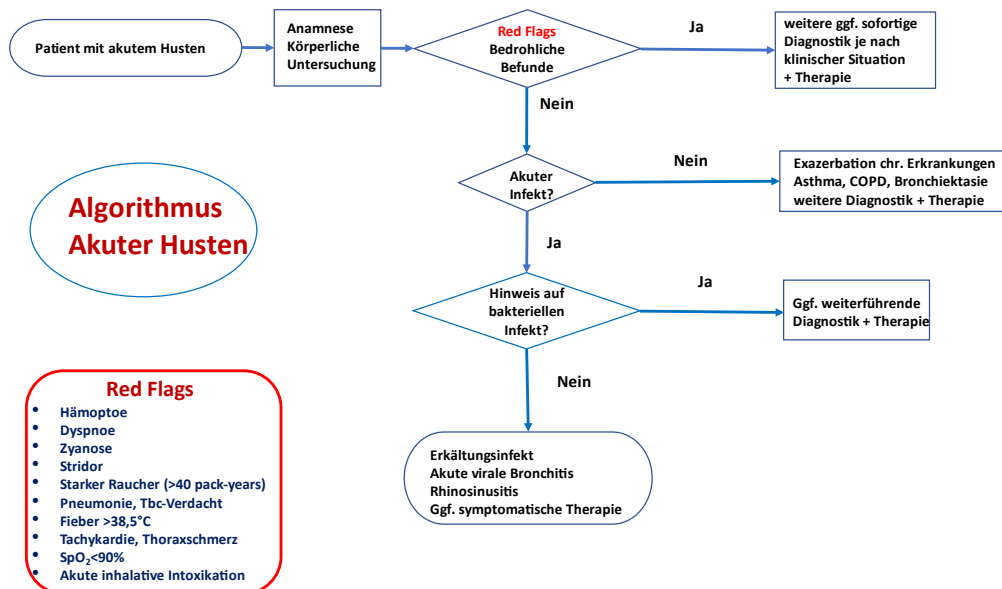 Patient mit akutem Husten
Anamnese
Körperliche
Untersuchung
Red Flags
Bedrohliche
Befunde
Ja
weitere ggf. sofortige
Diagnostik je nach
klinischer Situation
+ Therapie
Nein
Akuter
Infekt?
Nein
Exazerbation chr. Erkrankungen
Asthma, COPD, Bronchiektasie
weitere Diagnostik + Therapie
Ja
Algorithmus
Akuter Husten
Hinweis auf
bakteriellen
Infekt?
Ja
Ggf. weiterführende
Diagnostik + Therapie
Nein
Erkältungsinfekt
Akute virale Bronchitis
Rhinosinusitis
Ggf. symptomatische Therapie
Red Flags
• Hämoptoe
• Dyspnoe
• Zyanose
• Stridor
• Starker Raucher (>40 pack-years)
• Pneumonie, Tbc-Verdacht
• Fieber >38,5°C
• Tachykardie, Thoraxschmerz
• SpO₂<90%
• Akute inhalative Intoxikation